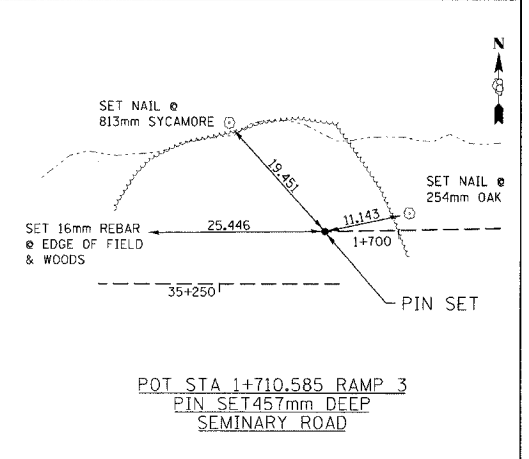 N
SET NAIL @
813mm SYCAMORE
19.451
SET NAIL @
254mm OAK
11.143
SET 16mm REBAR
@ EDGE OF FIELD
& WOODS
25.446
1+700
35+250
PIN SET
POT STA 1+710.585 RAMP 3
PIN SET457mm DEEP
SEMINARY ROAD